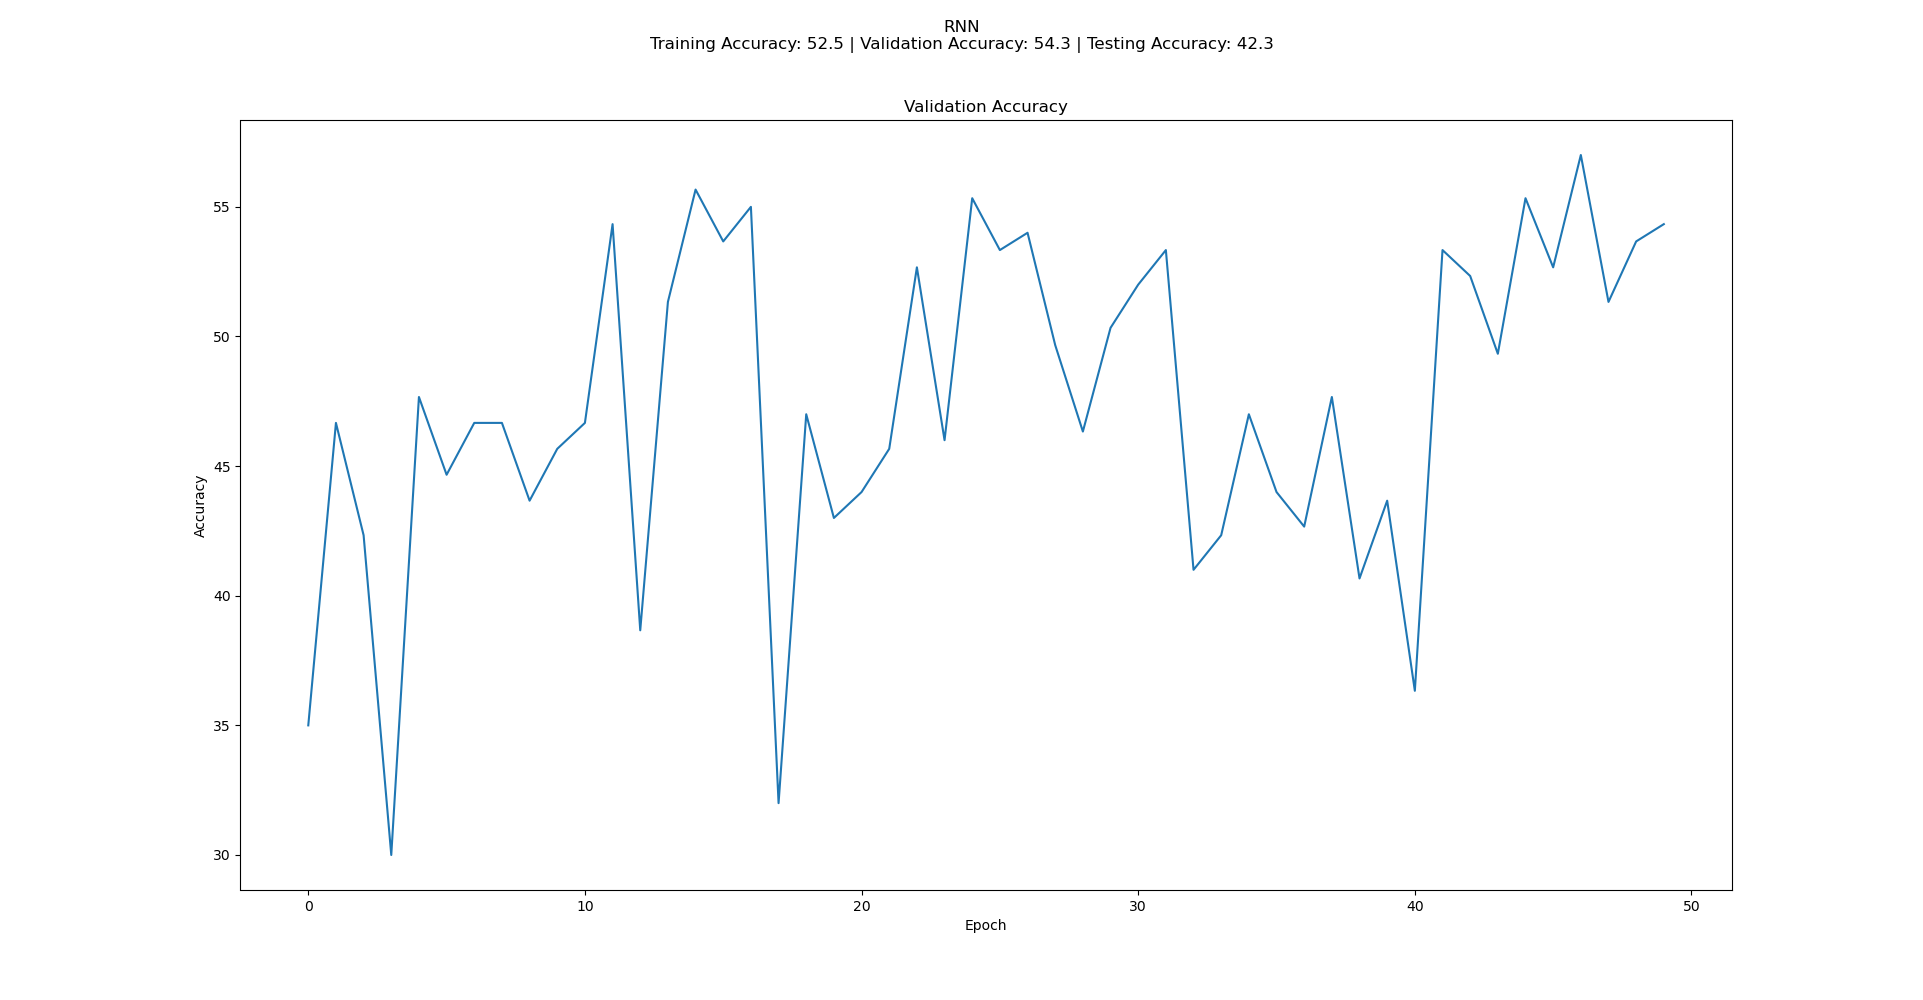 RNN
Training Accuracy: 52.5 | Validation Accuracy: 54.3 | Testing Accuracy: 42.3
Validation Accuracy
55
50
45
40
35
30
Accuracy
0 10 20 30 40 50
Epoch